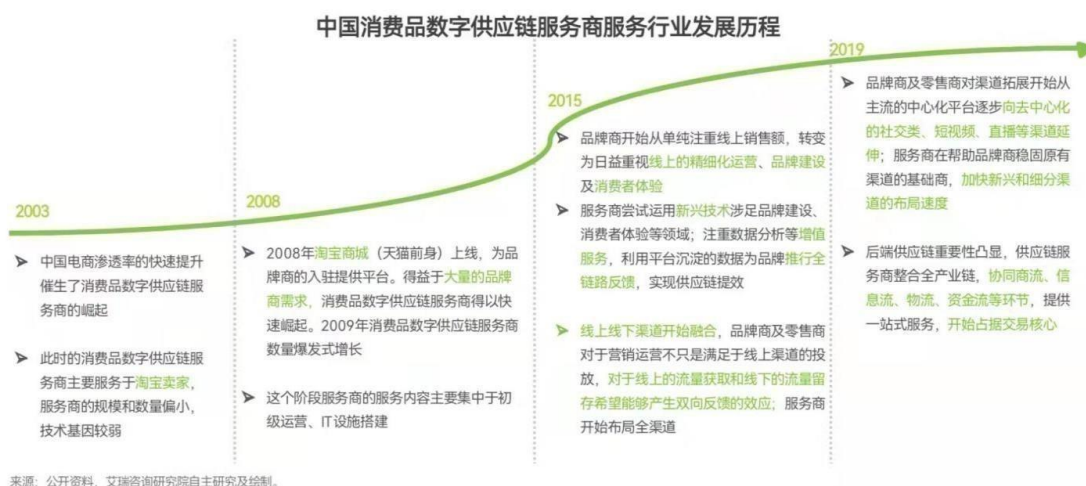 中国消费品数字供应链服务商服务行业发展历程
2003
中国电商渗透率的快速提升
催生了消费品数字供应链服
务商的崛起
此时的消费品数字供应链服
务商主要服务于淘宝卖家，
服务商的规模和数量偏小，
技术基因较弱
2008
2008年淘宝商城（天猫前身）上线，为品
牌商的入驻提供平台。得益于大量的品牌
商需求，消费品数字供应链服务商得以快
速崛起。2009年消费品数字供应链服务商
数量爆发式增长
这个阶段服务商的服务内容主要集中于初
级运营、IT设施搭建
2015
品牌商开始从单纯注重线上销售额，转变
为日益重视线上的精细化运营、品牌建设
及消费者体验
服务商尝试运用新兴技术涉足品牌建设、
消费者体验等领域；注重数据分析等增值
服务，利用平台沉淀的数据为品牌推行全
链路反馈，实现供应链提效
线上线下渠道开始融合，品牌商及零售商
对于营销运营不只是满足于线上渠道的投
放，对于线上的流量获取和线下的流量留
存希望能够产生双向反馈的效应；服务商
开始布局全渠道
2019
品牌商及零售商对渠道拓展开始从
主流的中心化平台逐步向去中心化
的社交类、短视频、直播等渠道延
伸；服务商在帮助品牌商稳固原有
渠道的基础商，加快新兴和细分渠
道的布局速度
后端供应链重要性凸显，供应链服
务商整合全产业链，协同商流、信
息流、物流、资金流等环节，提供
一站式服务，开始占据交易核心
来源：公开资料，艾瑞咨询研究院自主研究及绘制。